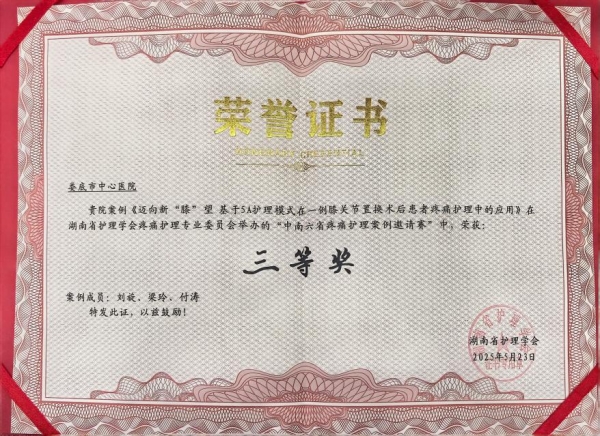 荣誉证书
娄底市中心医院
贵院案例《迈向新“膝”望 基于5A护理模式在一例膝关节置换术后患者疼痛护理中的应用》在
湖南省护理学会疼痛护理专业委员会举办的“中南六省疼痛护理案例邀请赛”中，荣获：
三等奖
案例成员：刘旋、梁玲、付涛
特发此证，以兹鼓励！
湖南省护理学会
2025年5月23日
证书专用章